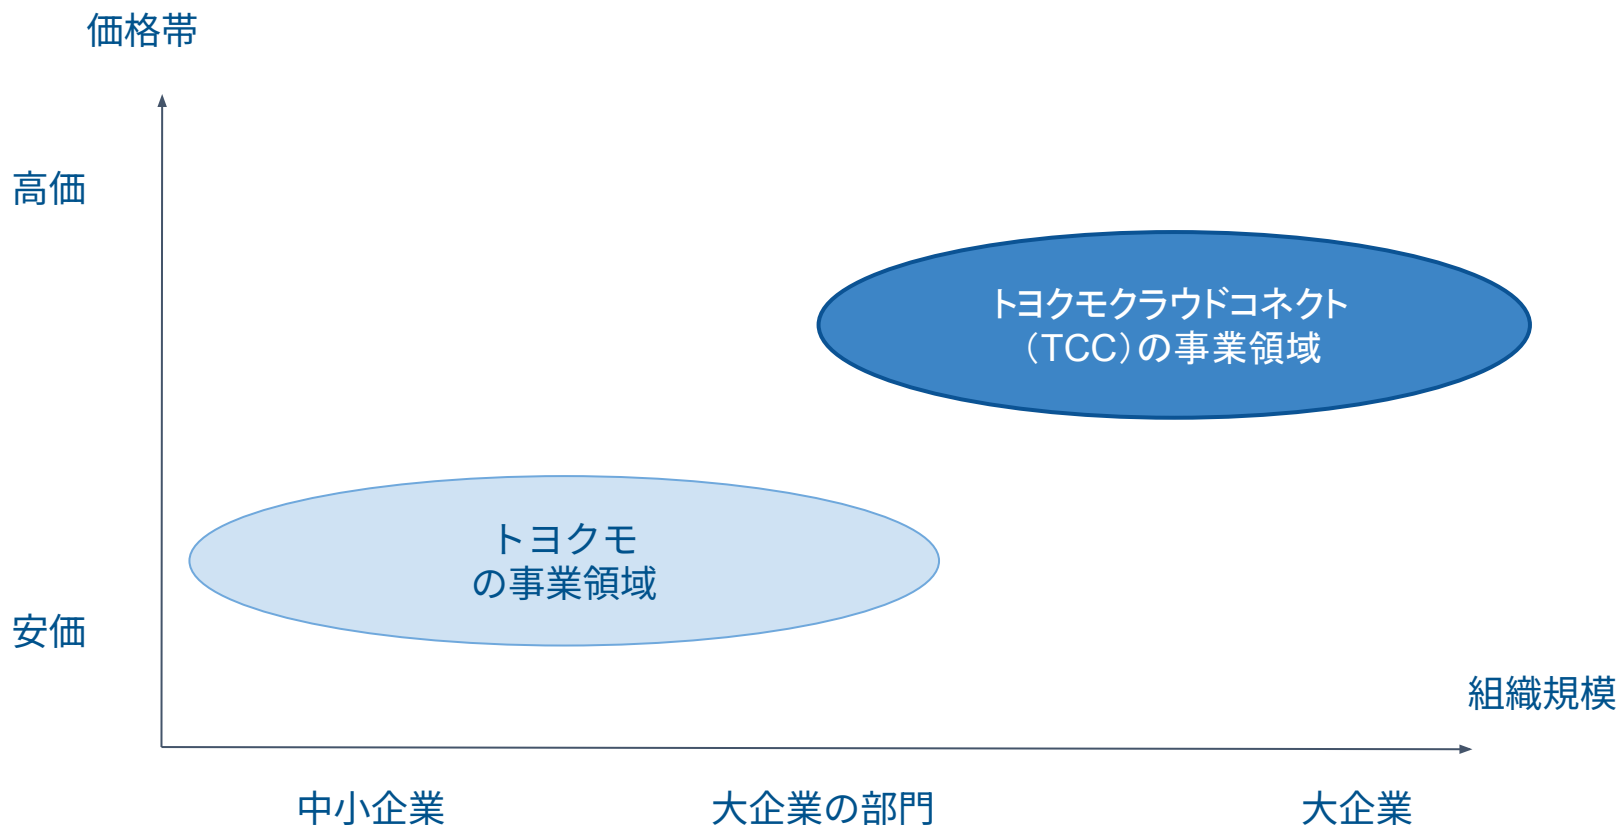 価格帯
高価
トヨクモクラウドコネクト
（TCC）の事業領域
トヨクモ
の事業領域
安価
組織規模
中小企業
大企業の部門
大企業